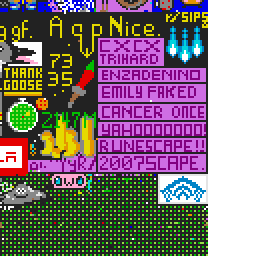 r/SIPS
ggf. A q p Nice.
CXCX
TRIHARD
THANK
GOOSE
73
35
ENZADENINO
EMILY FAKED
CANCER ONCE
YAHOOOOOOO!
RUNESCAPE!!
2007SCAPE